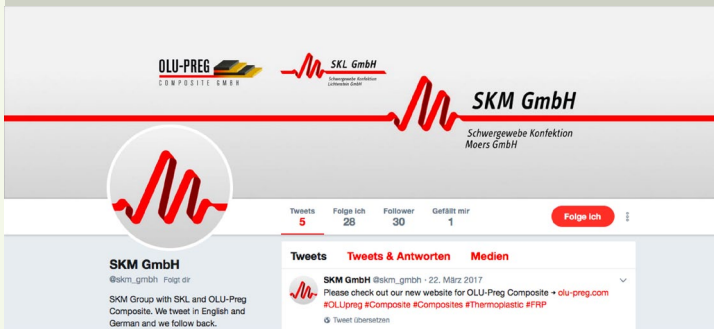 OLU-PREG
COMPOSITE GMBH
SKL GmbH
Schwergewebe Konfektion
Lichtostein GmbH
SKM GmbH
Schwergewebe Konfektion
Moers GmbH
Tweets
5
Folge ich
28
Follower
30
Gefällt mir
1
Folge ich
SKM GmbH
@skm_gmbh Folgt dir
SKM Group with SKL and OLU-Preg
Composite. We tweet in English and
German and we follow back.
Tweets Tweets & Antworten Medien
SKM GmbH @skm_gmbh · 22. März 2017
Please check out our new website for OLU-Preg Composite → olu-preg.com
#OLUpreg #Composite #Composites #Thermoplastic #FRP
Tweet übersetzen